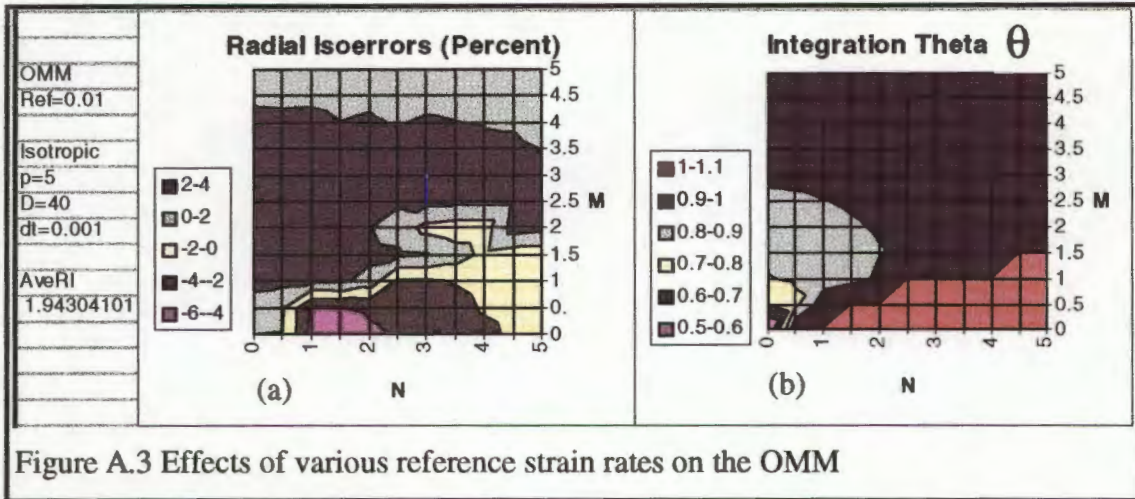 OMM
Ref=0.01
Isotropic
p=5
D=40
dt=0.001
AveRI
1.94304101
Radial Isoerrors (Percent)
2-4
0-2
-2-0
-4--2
-6--4
5
4.5
4
3.5
3
2.5 M
2
1.5
1
0.5
0
0 1 2 3 4 5
(a) N
Integration Theta θ
1-1.1
0.9-1
0.8-0.9
0.7-0.8
0.6-0.7
0.5-0.6
5
4.5
4
3.5
3
2.5 M
2
1.5
1
0.5
0
0 1 2 3 4 5
(b) N
Figure A.3 Effects of various reference strain rates on the OMM